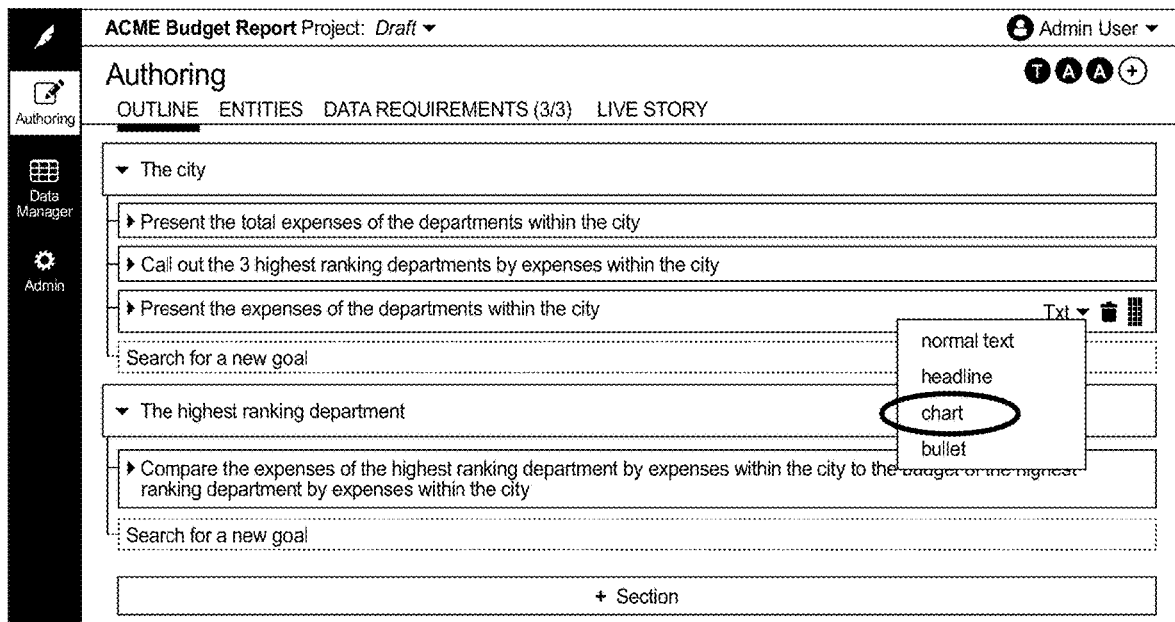 ACME Budget Report Project: Draft
Admin User
Authoring
T A A +
Authoring
OUTLINE ENTITIES DATA REQUIREMENTS (3/3) LIVE STORY
Data
Manager
Admin
The city
Present the total expenses of the departments within the city
Call out the 3 highest ranking departments by expenses within the city
Present the expenses of the departments within the city
Txt
normal text
headline
chart
bullet
Search for a new goal
The highest ranking department
Compare the expenses of the highest ranking department by expenses within the city to the budget of the highest
ranking department by expenses within the city
Search for a new goal
+ Section